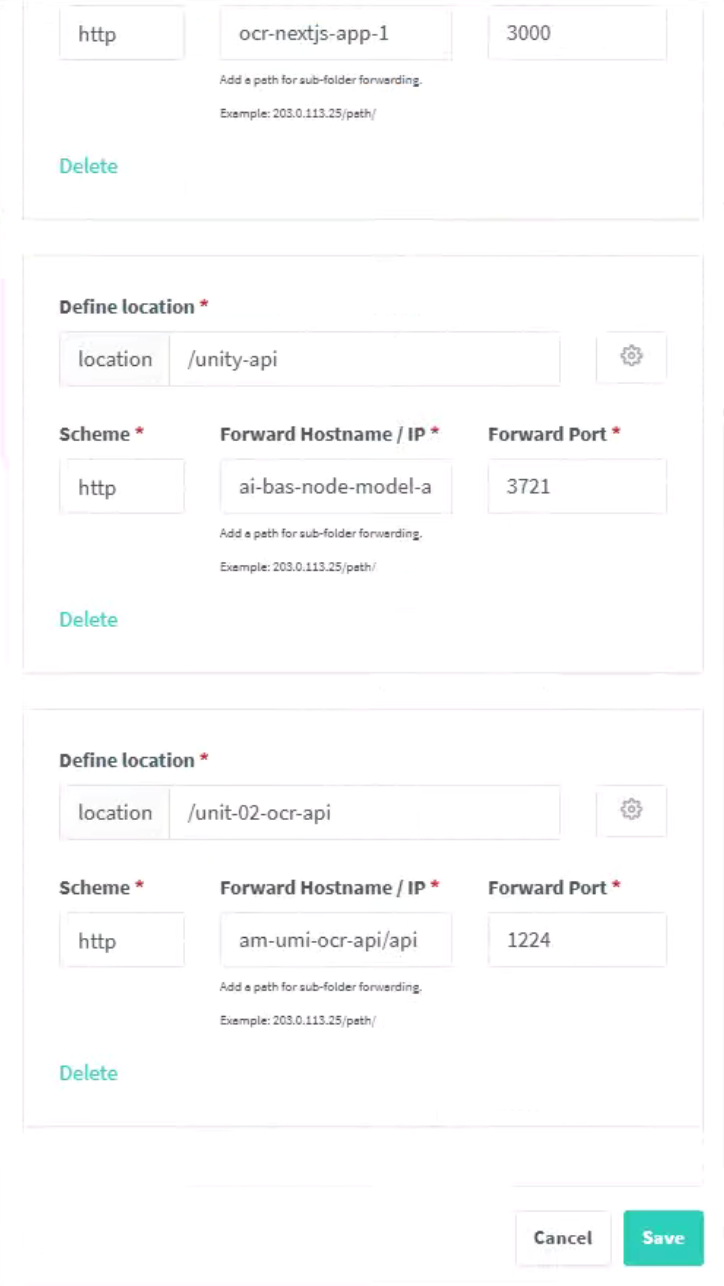 http ocr-nextjs-app-1 3000
Add a path for sub-folder forwarding.
Example: 203.0.113.25/path/
Delete
Define location *
location /unity-api
Scheme * Forward Hostname / IP * Forward Port *
http ai-bas-node-model-a 3721
Add a path for sub-folder forwarding.
Example: 203.0.113.25/path/
Delete
Define location *
location /unit-02-ocr-api
Scheme * Forward Hostname / IP * Forward Port *
http am-umi-ocr-api/api 1224
Add a path for sub-folder forwarding.
Example: 203.0.113.25/path/
Delete
Cancel Save